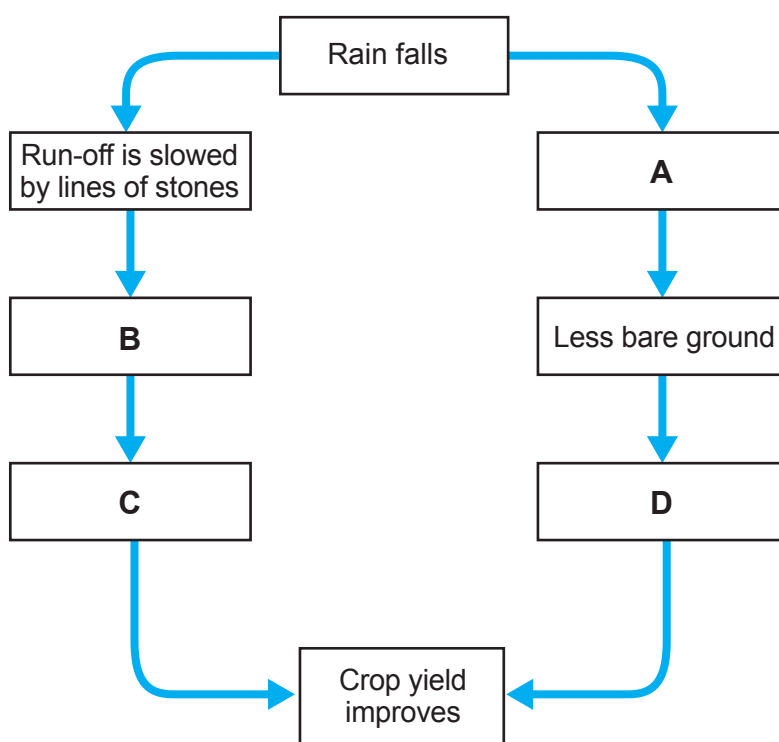 Rain falls
Run-off is slowed
by lines of stones
A
B
Less bare ground
C
D
Crop yield
improves